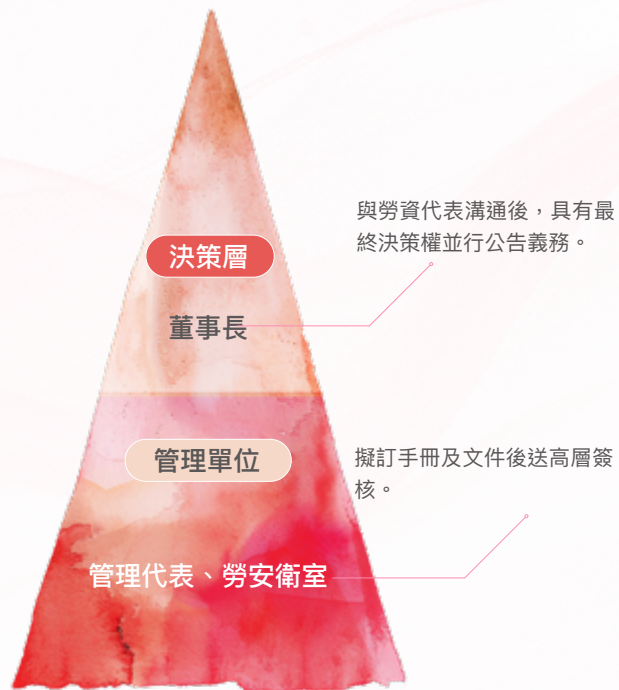 與勞資代表溝通後,具有最
終決策權並行公告義務。
決策層
董事長
管理單位
擬訂手冊及文件後送高層簽
核。
管理代表、勞安衛室